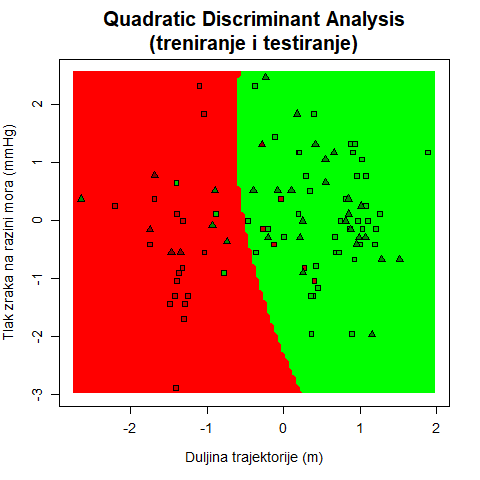 Quadratic Discriminant Analysis
(treniranje i testiranje)
Tlak zraka na razini mora (mmHg)
2
1
0
-1
-2
-3
-2
-1
0
1
2
Duljina trajektorije (m)